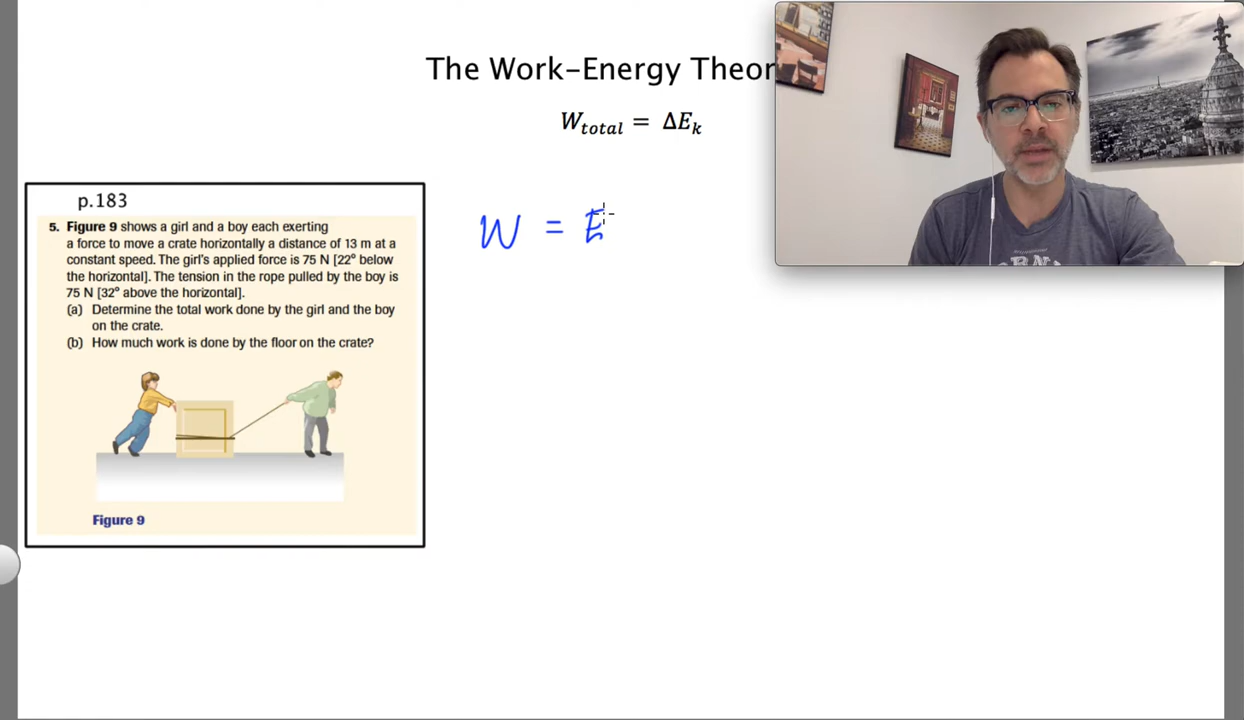 The Work-Energy Theor
W_total = ΔE_k
p.183
5. Figure 9 shows a girl and a boy each exerting
a force to move a crate horizontally a distance of 13 m at a
constant speed. The girl's applied force is 75 N [22° below
the horizontal]. The tension in the rope pulled by the boy is
75 N [32° above the horizontal].
(a) Determine the total work done by the girl and the boy
on the crate.
(b) How much work is done by the floor on the crate?
Figure 9
W = E